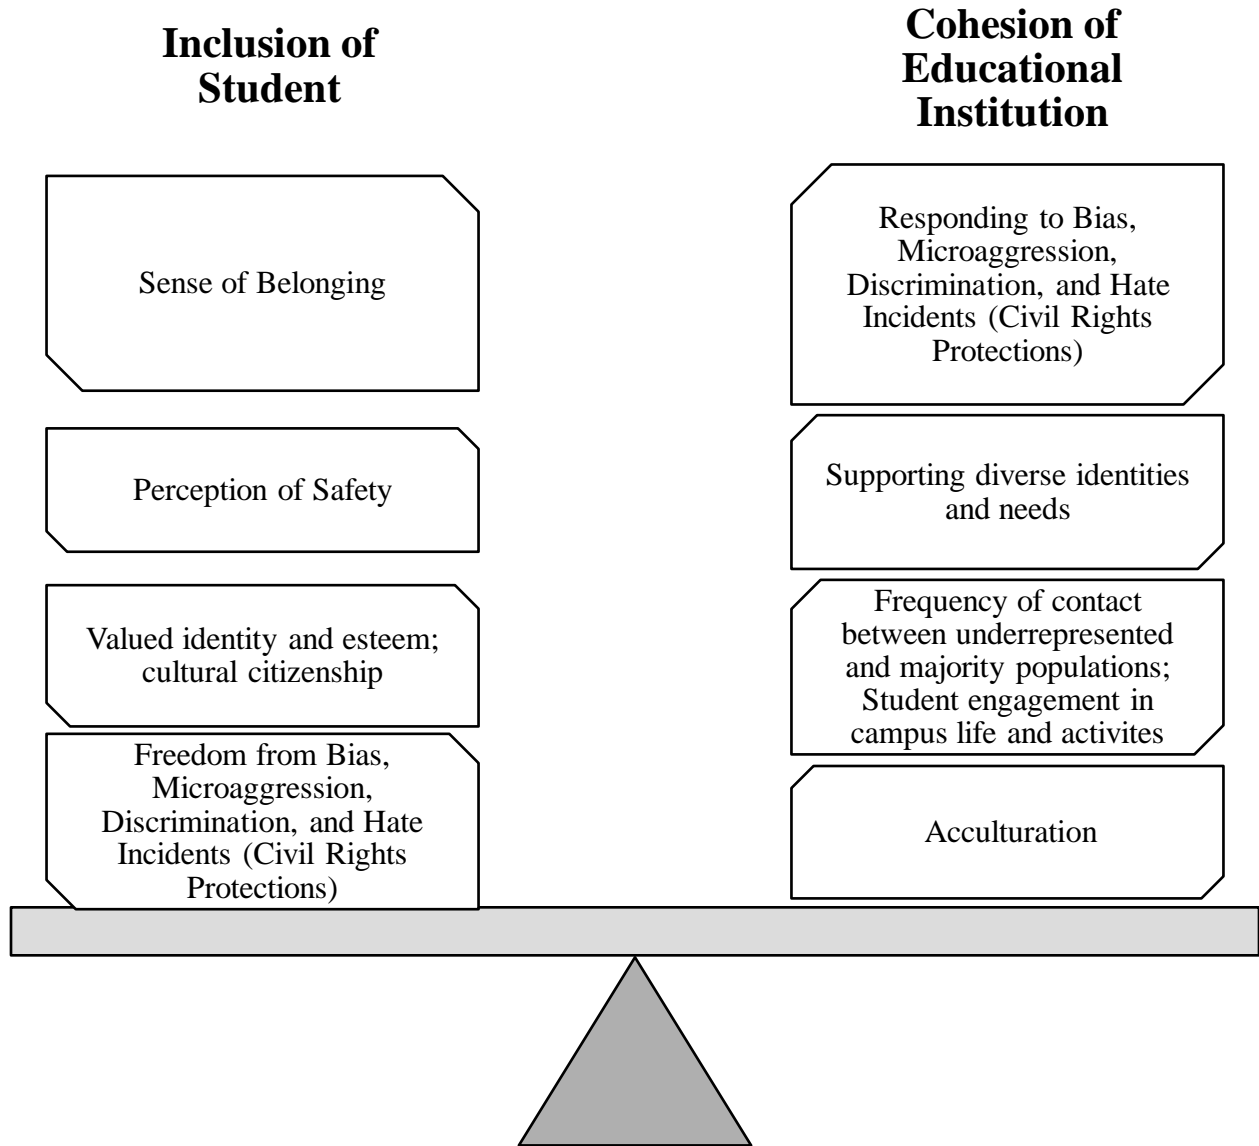 Inclusion of
Student
Sense of Belonging
Perception of Safety
Valued identity and esteem;
cultural citizenship
Freedom from Bias,
Microaggression,
Discrimination, and Hate
Incidents (Civil Rights
Protections)
Cohesion of
Educational
Institution
Responding to Bias,
Microaggression,
Discrimination, and Hate
Incidents (Civil Rights
Protections)
Supporting diverse identities
and needs
Frequency of contact
between underrepresented
and majority populations;
Student engagement in
campus life and activites
Acculturation